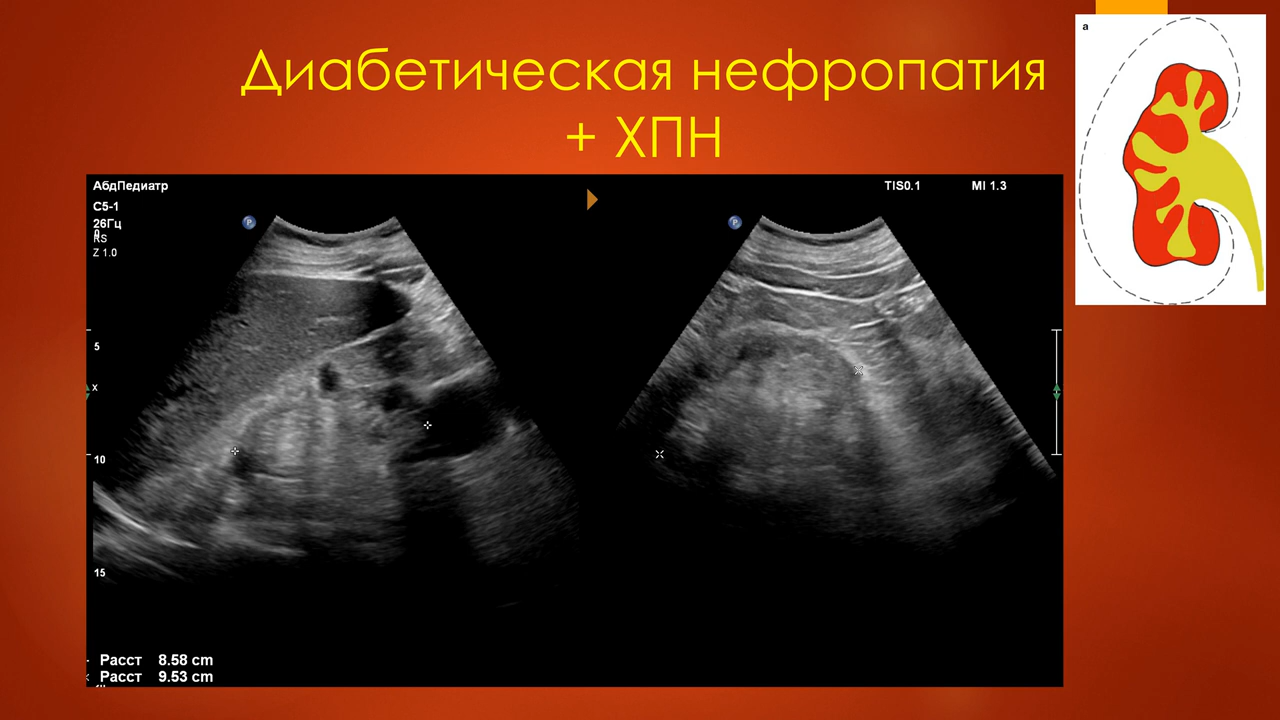 Диабетическая нефропатия
+ ХПН
a
АбдПедиатр
TIS0.1 MI 1.3
C5-1
26Гц
RS
Z 1.0
P
P
5
x
10
15
Расст 8.58 cm
Расст 9.53 cm